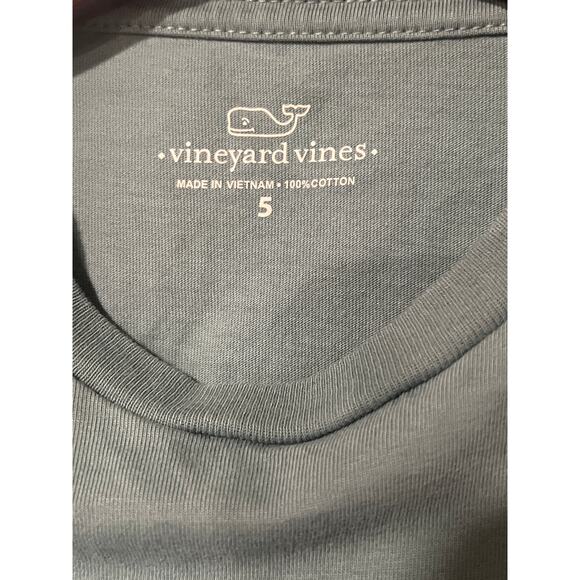 • vineyard vines •
MADE IN VIETNAM • 100%COTTON
5